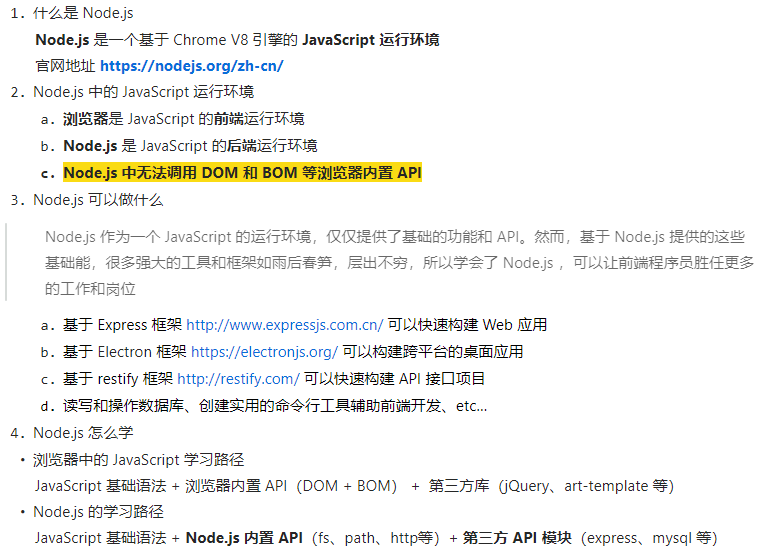 1. 什么是 Node.js
Node.js 是一个基于 Chrome V8 引擎的 JavaScript 运行环境
官网地址 https://nodejs.org/zh-cn/
2. Node.js 中的 JavaScript 运行环境
a. 浏览器是 JavaScript 的前端运行环境
b. Node.js 是 JavaScript 的后端运行环境
c. Node.js 中无法调用 DOM 和 BOM 等浏览器内置 API
3. Node.js 可以做什么
Node.js 作为一个 JavaScript 的运行环境，仅仅提供了基础的功能和 API。然而，基于 Node.js 提供的这些
基础能，很多强大的工具和框架如雨后春笋，层出不穷，所以学会了 Node.js ，可以让前端程序员胜任更多
的工作和岗位
a. 基于 Express 框架 http://www.expressjs.com.cn/ 可以快速构建 Web 应用
b. 基于 Electron 框架 https://electronjs.org/ 可以构建跨平台的桌面应用
c. 基于 restify 框架 http://restify.com/ 可以快速构建 API 接口项目
d. 读写和操作数据库、创建实用的命令行工具辅助前端开发、etc…
4. Node.js 怎么学
• 浏览器中的 JavaScript 学习路径
JavaScript 基础语法 + 浏览器内置 API（DOM + BOM） + 第三方库（jQuery、art-template 等）
• Node.js 的学习路径
JavaScript 基础语法 + Node.js 内置 API（fs、path、http等）+ 第三方 API 模块（express、mysql 等）